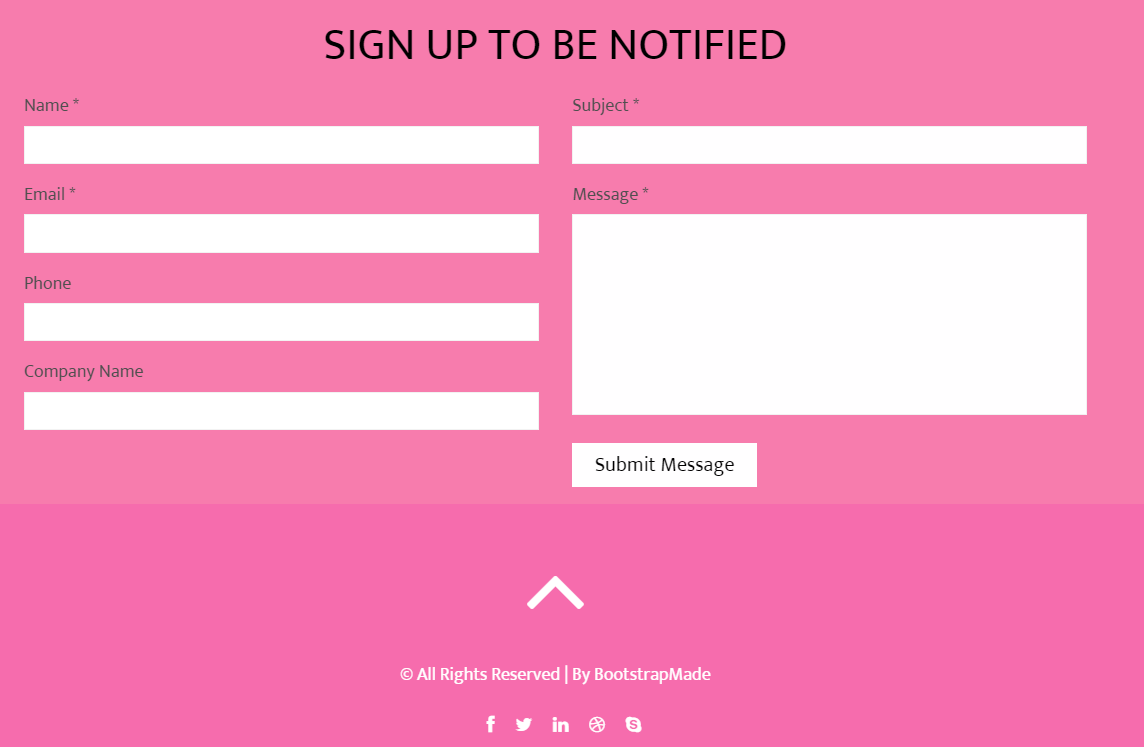 SIGN UP TO BE NOTIFIED
Name *
Email *
Phone
Company Name
Subject *
Message *
Submit Message
© All Rights Reserved | By BootstrapMade